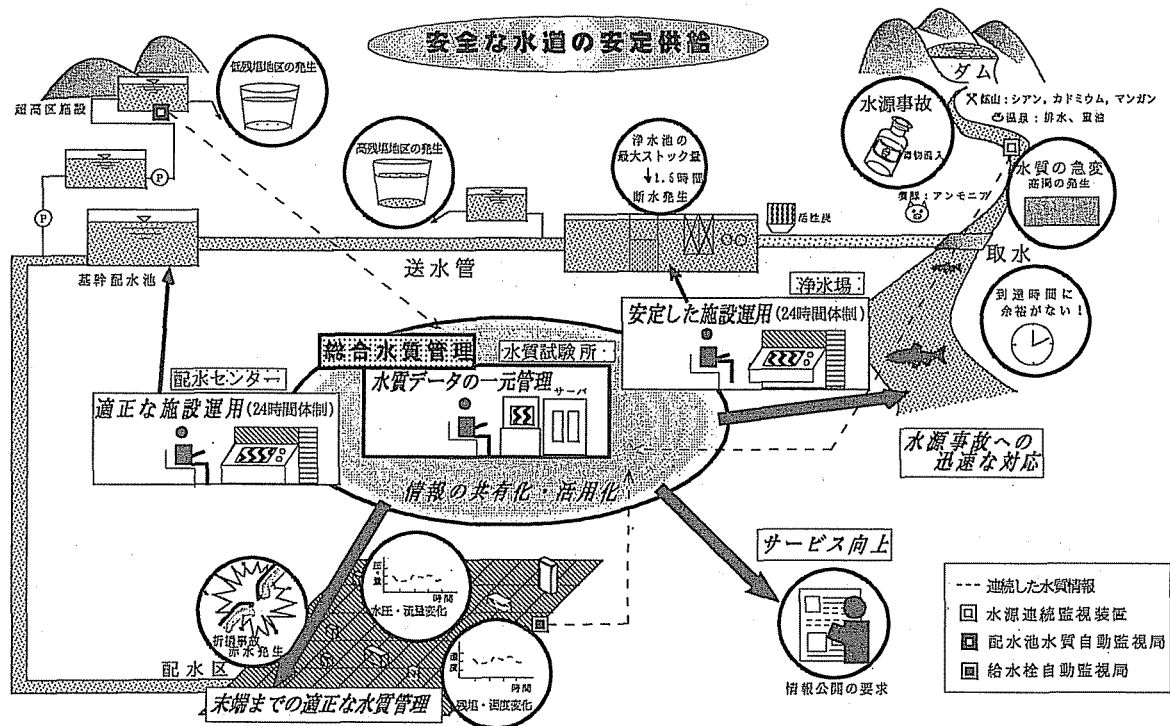 安全な水道の安定供給
低残塩地区の発生
超高区施設
P
P
基幹配水池
高残塩地区の発生
送水管
浄水池の
最大ストック量
↓1.5時間
断水発生
活性炭
ダム
水源事故
毒物混入
鉱山：シアン，カドミウム，マンガン
温泉：排水、重油
養豚：アンモニア
水質の急変
高濁の発生
取水
到達時間に
余裕がない！
浄水場
安定した施設運用(24時間体制)
総合水質管理
水質試験所
水質データの一元管理
サーバ
配水センター
適正な施設運用(24時間体制)
情報の共有化・活用化
水源事故への
迅速な対応
サービス向上
情報公開の要求
圧・量
時間
水圧・流量変化
折損事故
赤水発生
配水区
濃度
時間
残塩・濃度変化
末端までの適正な水質管理
連続した水質情報
水源連続監視装置
配水池水質自動監視局
給水栓自動監視局